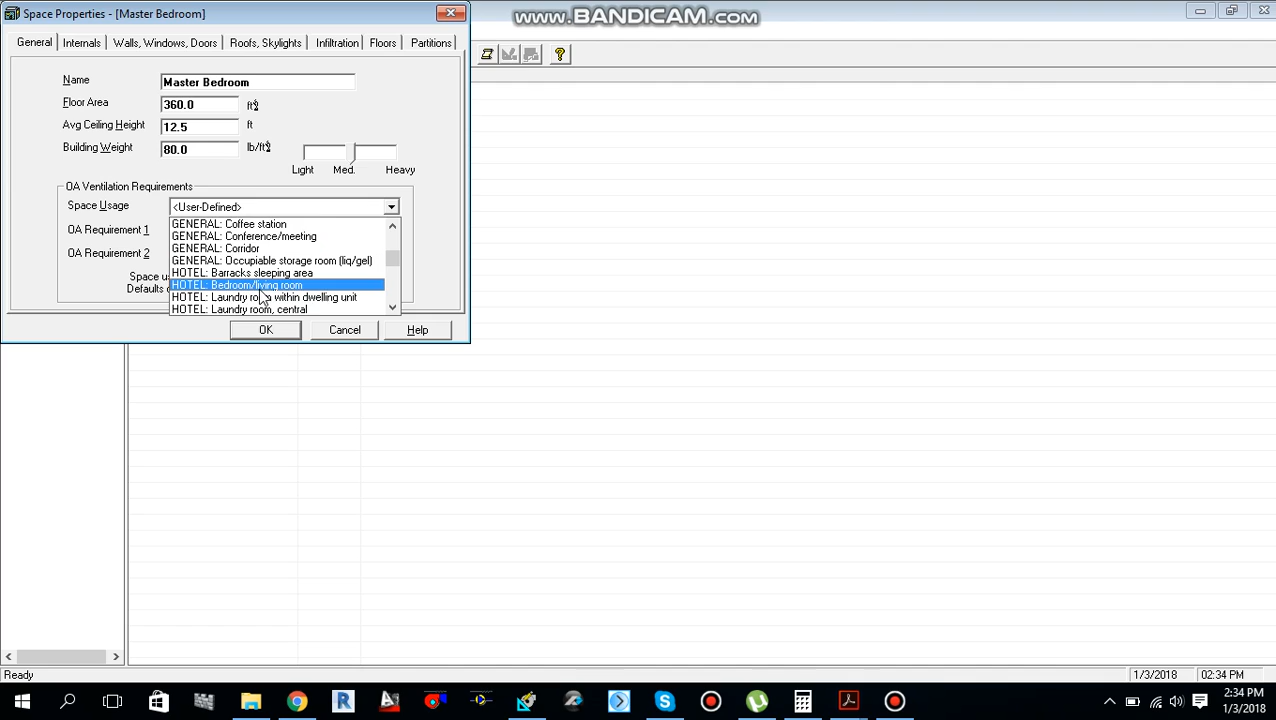 Space Properties - [Master Bedroom]
www.BANDICAM.com
General Internals Walls, Windows, Doors Roofs, Skylights Infiltration Floors Partitions
Name Master Bedroom
Floor Area 360.0 ft²
Avg Ceiling Height 12.5 ft
Building Weight 80.0 lb/ft²
Light Med. Heavy
OA Ventilation Requirements
Space Usage <User-Defined>
GENERAL: Coffee station
OA Requirement 1
GENERAL: Conference/meeting
GENERAL: Corridor
OA Requirement 2
GENERAL: Occupiable storage room (liq/gel)
HOTEL: Barracks sleeping area
Space us
HOTEL: Bedroom/living room
Defaults
HOTEL: Laundry room within dwelling unit
HOTEL: Laundry room, central
OK Cancel Help
Ready
1/3/2018 02:34 PM
2:34 PM
1/3/2018